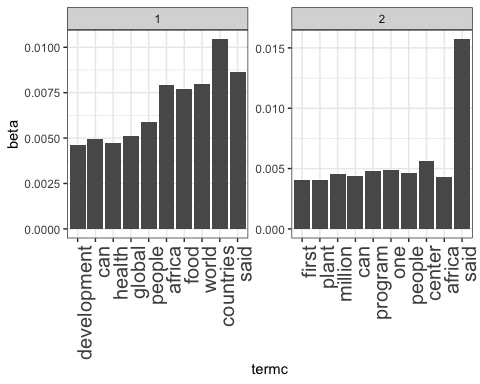 1
2
0.0100
0.0075
0.0050
0.0025
0.0000
0.015
0.010
0.005
0.000
beta
development
can
health
global
people
africa
food
world
countries
said
first
plant
million
can
program
one
people
center
africa
said
termc